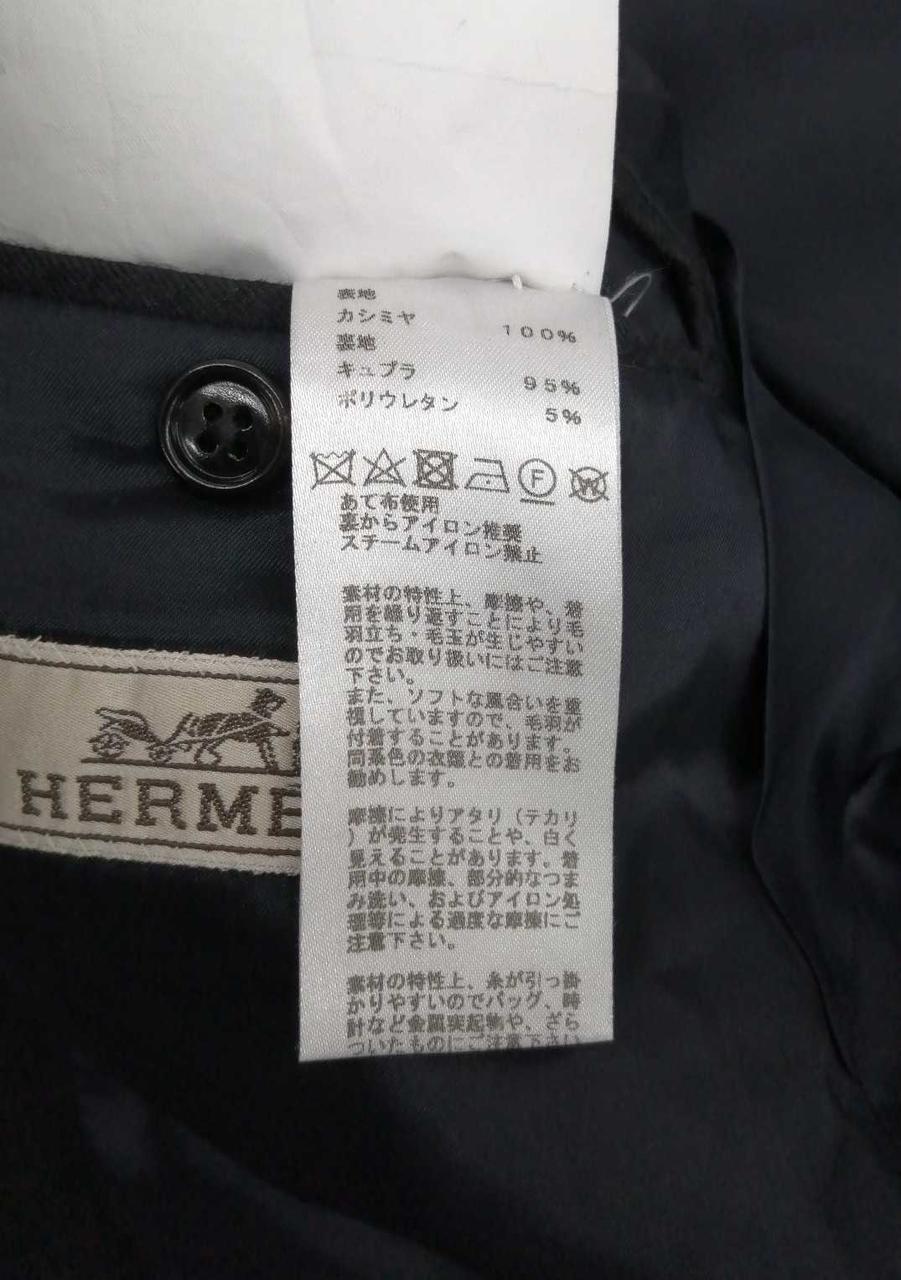 表地
カシミヤ 100%
裏地
キュプラ 95%
ポリウレタン 5%
F W
あて布使用
裏からアイロン推奨
スチームアイロン禁止
素材の特性上、摩擦や、着
用を繰り返すことにより毛
羽立ち・毛玉が生じやすい
のでお取り扱いにはご注意
下さい。
また、ソフトな風合いを重
視していますので、毛羽が
付着することがあります。
同系色の衣類との着用をお
勧めします。
摩擦によりアタリ(テカリ
)が発生することや、白く
見えることがあります。着
用中の摩擦、部分的なつま
み洗い、およびアイロン処
理等による過度な摩擦にご
注意下さい。
素材の特性上、糸が引っ掛
かりやすいのでバッグ、時
計など金属突起物や、ざら
ついたものにご注意下さい
HERME